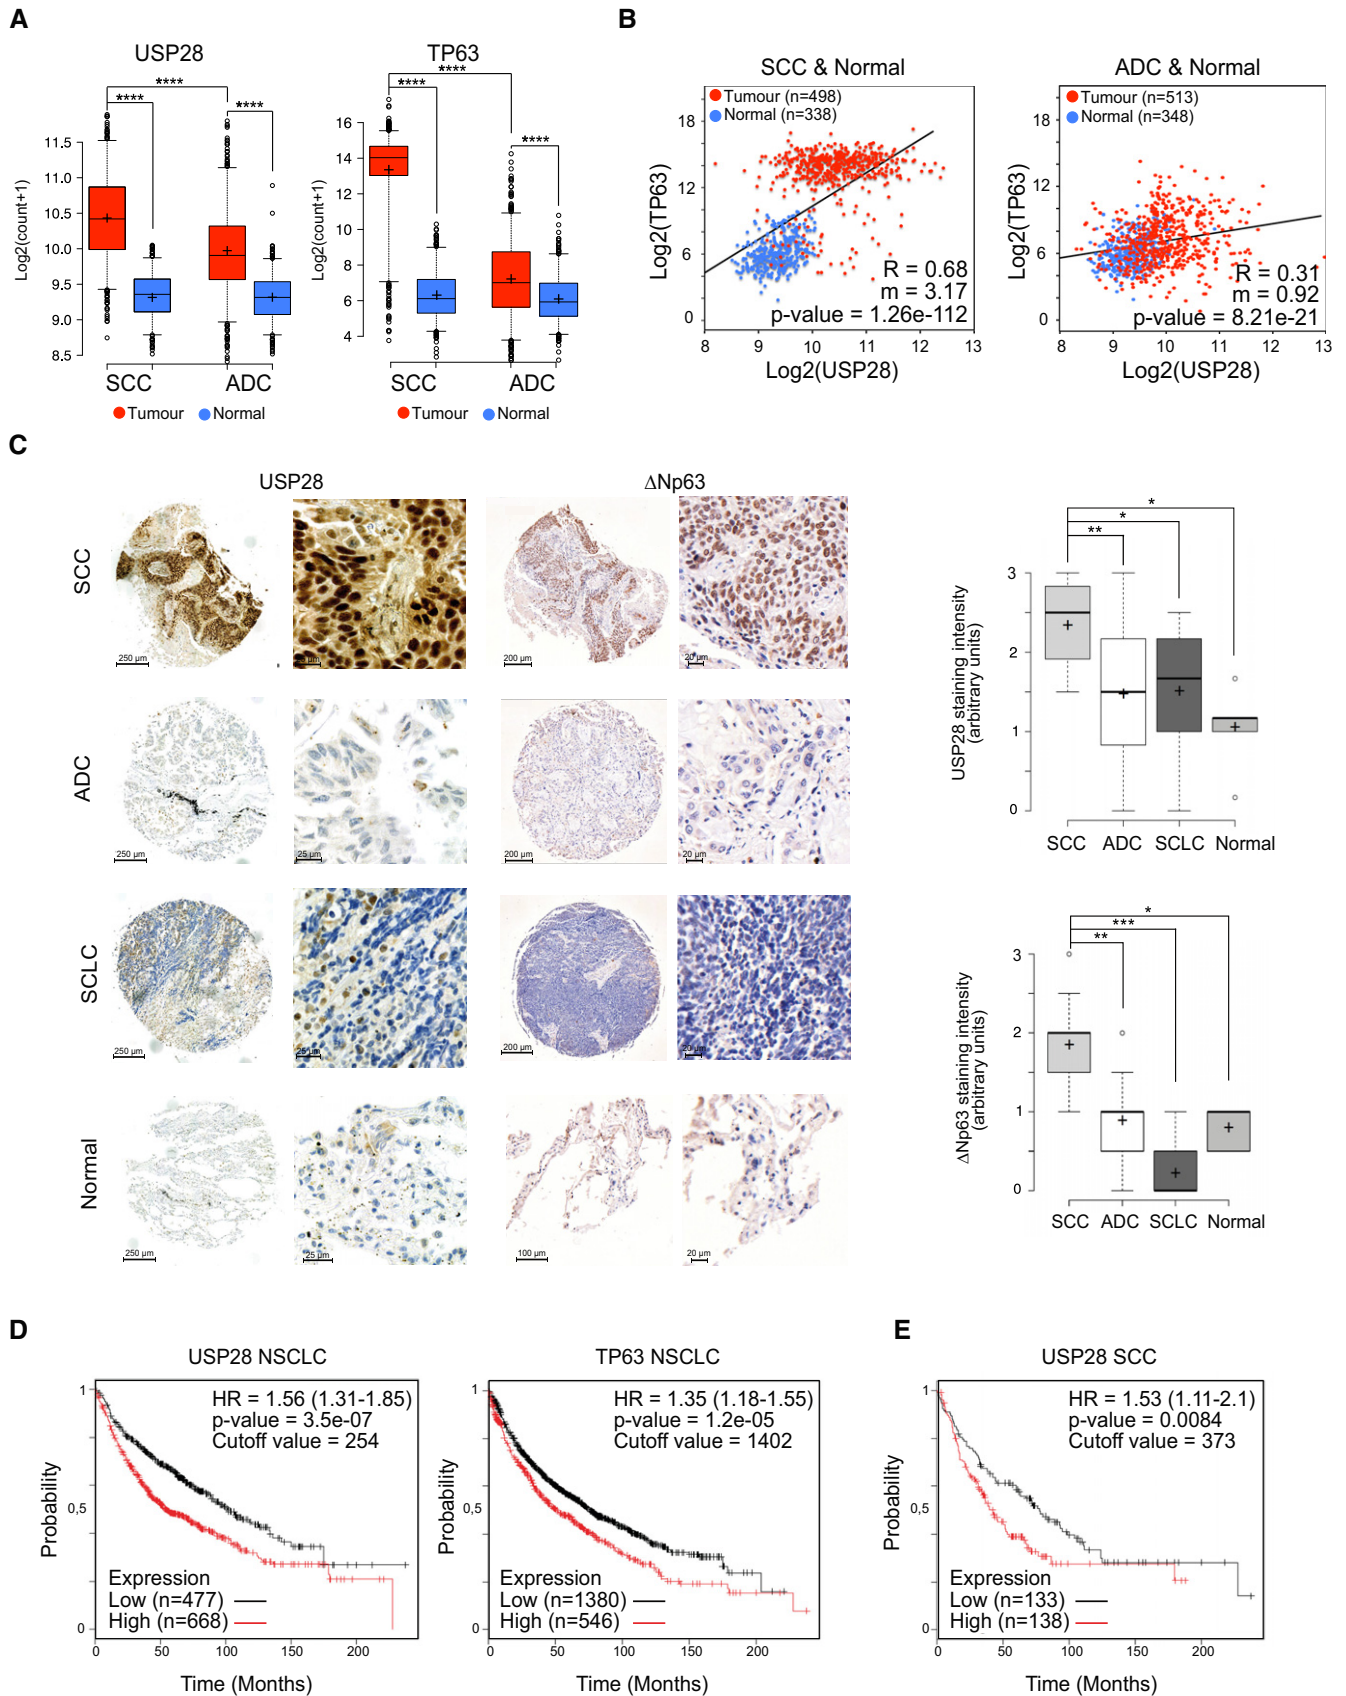 A
USP28
TP63
****
****
****
****
****
****
Log2(count+1)
11.5
11.0
10.5
10.0
9.5
9.0
8.5
SCC
ADC
Tumour
Normal
Log2(count+1)
16
14
12
10
8
6
4
SCC
ADC
Tumour
Normal
B
SCC & Normal
Tumour (n=498)
Normal (n=338)
Log2(TP63)
18
12
6
0
R = 0.68
m = 3.17
p-value = 1.26e-112
8 9 10 11 12 13
Log2(USP28)
ADC & Normal
Tumour (n=513)
Normal (n=348)
Log2(TP63)
18
12
6
0
R = 0.31
m = 0.92
p-value = 8.21e-21
8 9 10 11 12 13
Log2(USP28)
C
USP28
ΔNp63
SCC
250 µm
200 µm
20 µm
ADC
250 µm
25 µm
200 µm
20 µm
SCLC
250 µm
25 µm
200 µm
20 µm
Normal
250 µm
25 µm
100 µm
20 µm
*
*
**
USP28 staining intensity
(arbitrary units)
3
2
1
0
SCC ADC SCLC Normal
*
***
**
ΔNp63 staining intensity
(arbitrary units)
3
2
1
0
SCC ADC SCLC Normal
D
USP28 NSCLC
HR = 1.56 (1.31-1.85)
p-value = 3.5e-07
Cutoff value = 254
Probability
1
0,5
0
Expression
Low (n=477)
High (n=668)
0 50 100 150 200
Time (Months)
TP63 NSCLC
HR = 1.35 (1.18-1.55)
p-value = 1.2e-05
Cutoff value = 1402
Probability
1
0,5
0
Expression
Low (n=1380)
High (n=546)
0 50 100 150 200
Time (Months)
E
USP28 SCC
HR = 1.53 (1.11-2.1)
p-value = 0.0084
Cutoff value = 373
Probability
1
0,5
0
Expression
Low (n=133)
High (n=138)
0 50 100 150 200
Time (Months)